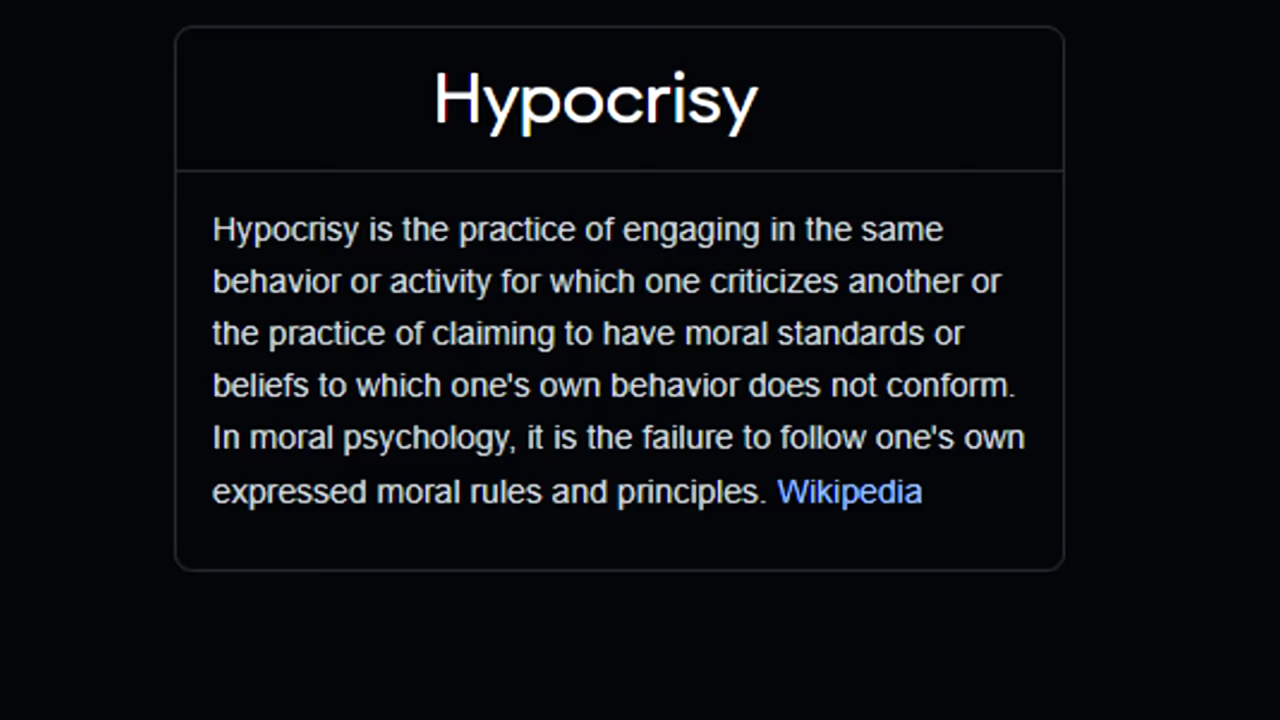 Hypocrisy
Hypocrisy is the practice of engaging in the same
behavior or activity for which one criticizes another or
the practice of claiming to have moral standards or
beliefs to which one's own behavior does not conform.
In moral psychology, it is the failure to follow one's own
expressed moral rules and principles. Wikipedia